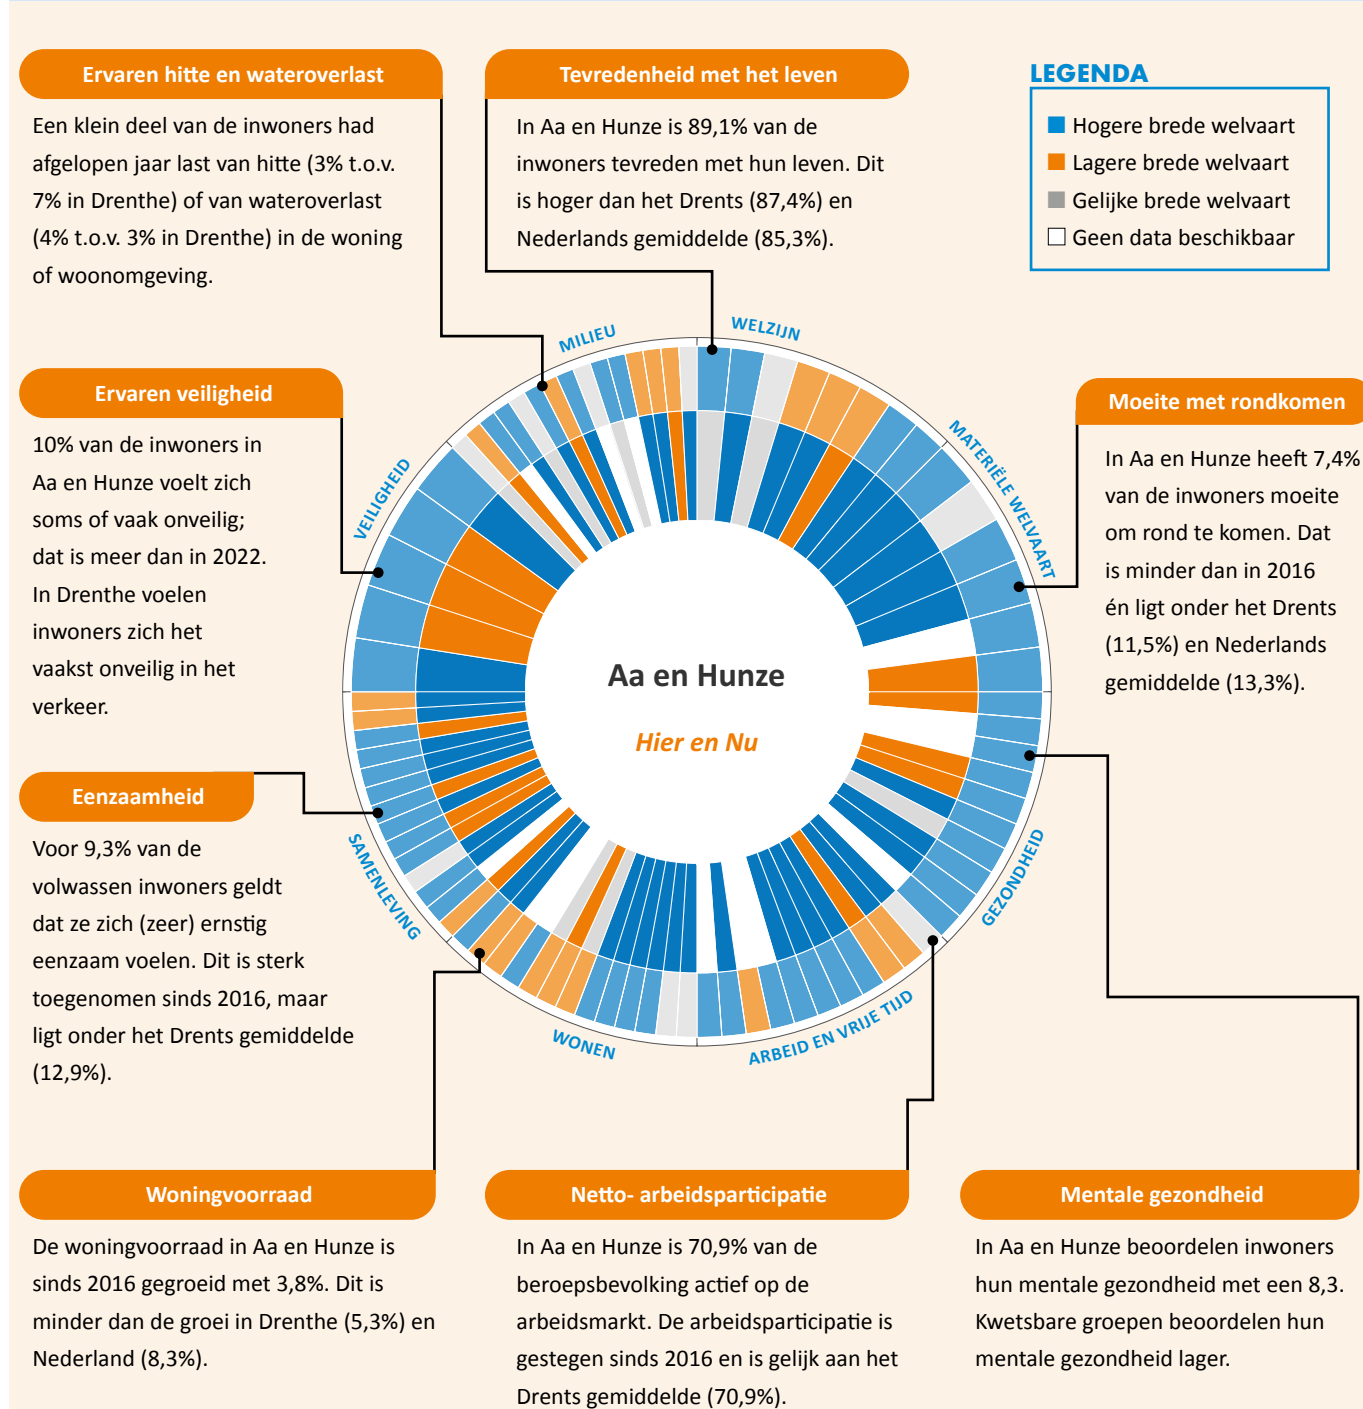 Ervaren hitte en wateroverlast
Een klein deel van de inwoners had
afgelopen jaar last van hitte (3% t.o.v.
7% in Drenthe) of van wateroverlast
(4% t.o.v. 3% in Drenthe) in de woning
of woonomgeving.
Tevredenheid met het leven
In Aa en Hunze is 89,1% van de
inwoners tevreden met hun leven. Dit
is hoger dan het Drents (87,4%) en
Nederlands gemiddelde (85,3%).
LEGENDA
Hogere brede welvaart
Lagere brede welvaart
Gelijke brede welvaart
Geen data beschikbaar
MILIEU
WELZIJN
Ervaren veiligheid
10% van de inwoners in
Aa en Hunze voelt zich
soms of vaak onveilig;
dat is meer dan in 2022.
In Drenthe voelen
inwoners zich het
vaakst onveilig in het
verkeer.
VEILIGHEID
MATERIËLE WELVAART
Moeite met rondkomen
In Aa en Hunze heeft 7,4%
van de inwoners moeite
om rond te komen. Dat
is minder dan in 2016
én ligt onder het Drents
(11,5%) en Nederlands
gemiddelde (13,3%).
Aa en Hunze
Hier en Nu
Eenzaamheid
Voor 9,3% van de
volwassen inwoners geldt
dat ze zich (zeer) ernstig
eenzaam voelen. Dit is sterk
toegenomen sinds 2016, maar
ligt onder het Drents gemiddelde
(12,9%).
SAMENLEVING
GEZONDHEID
WONEN
ARBEID EN VRIJE TIJD
Woningvoorraad
De woningvoorraad in Aa en Hunze is
sinds 2016 gegroeid met 3,8%. Dit is
minder dan de groei in Drenthe (5,3%) en
Nederland (8,3%).
Netto- arbeidsparticipatie
In Aa en Hunze is 70,9% van de
beroepsbevolking actief op de
arbeidsmarkt. De arbeidsparticipatie is
gestegen sinds 2016 en is gelijk aan het
Drents gemiddelde (70,9%).
Mentale gezondheid
In Aa en Hunze beoordelen inwoners
hun mentale gezondheid met een 8,3.
Kwetsbare groepen beoordelen hun
mentale gezondheid lager.